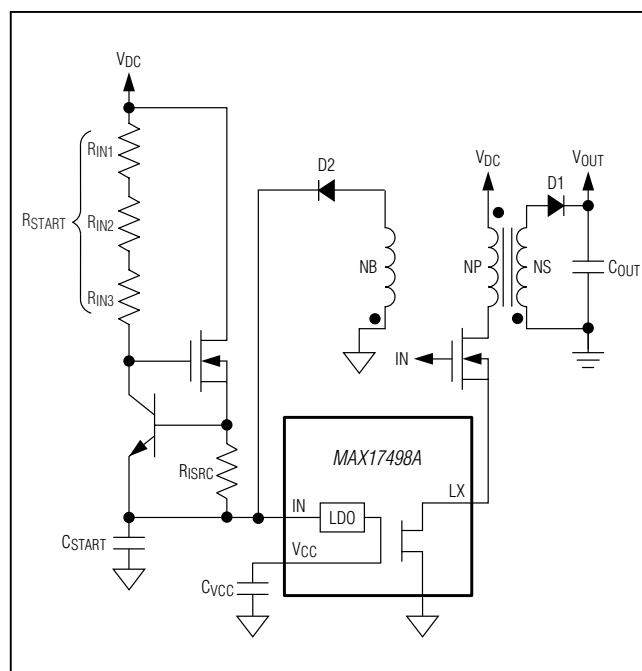 VDC
RIN1
RSTART
RIN2
RIN3
D2
NB
VDC
VOUT
D1
NP
NS
COUT
IN
RISRC
MAX17498A
LX
IN
LDO
VCC
CSTART
CVCC